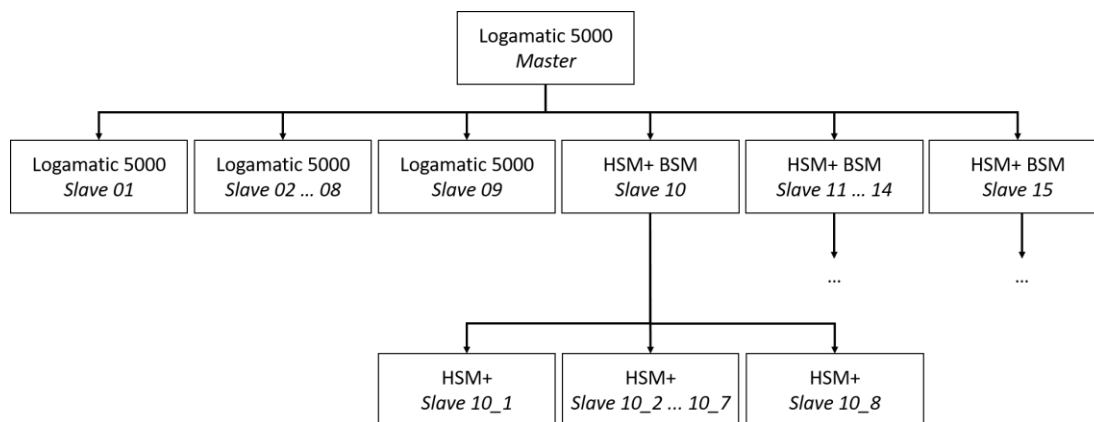 Logamatic 5000
Master
Logamatic 5000
Slave 01
Logamatic 5000
Slave 02 ... 08
Logamatic 5000
Slave 09
HSM+ BSM
Slave 10
HSM+ BSM
Slave 11 ... 14
HSM+ BSM
Slave 15
...
...
HSM+
Slave 10_1
HSM+
Slave 10_2 ... 10_7
HSM+
Slave 10_8